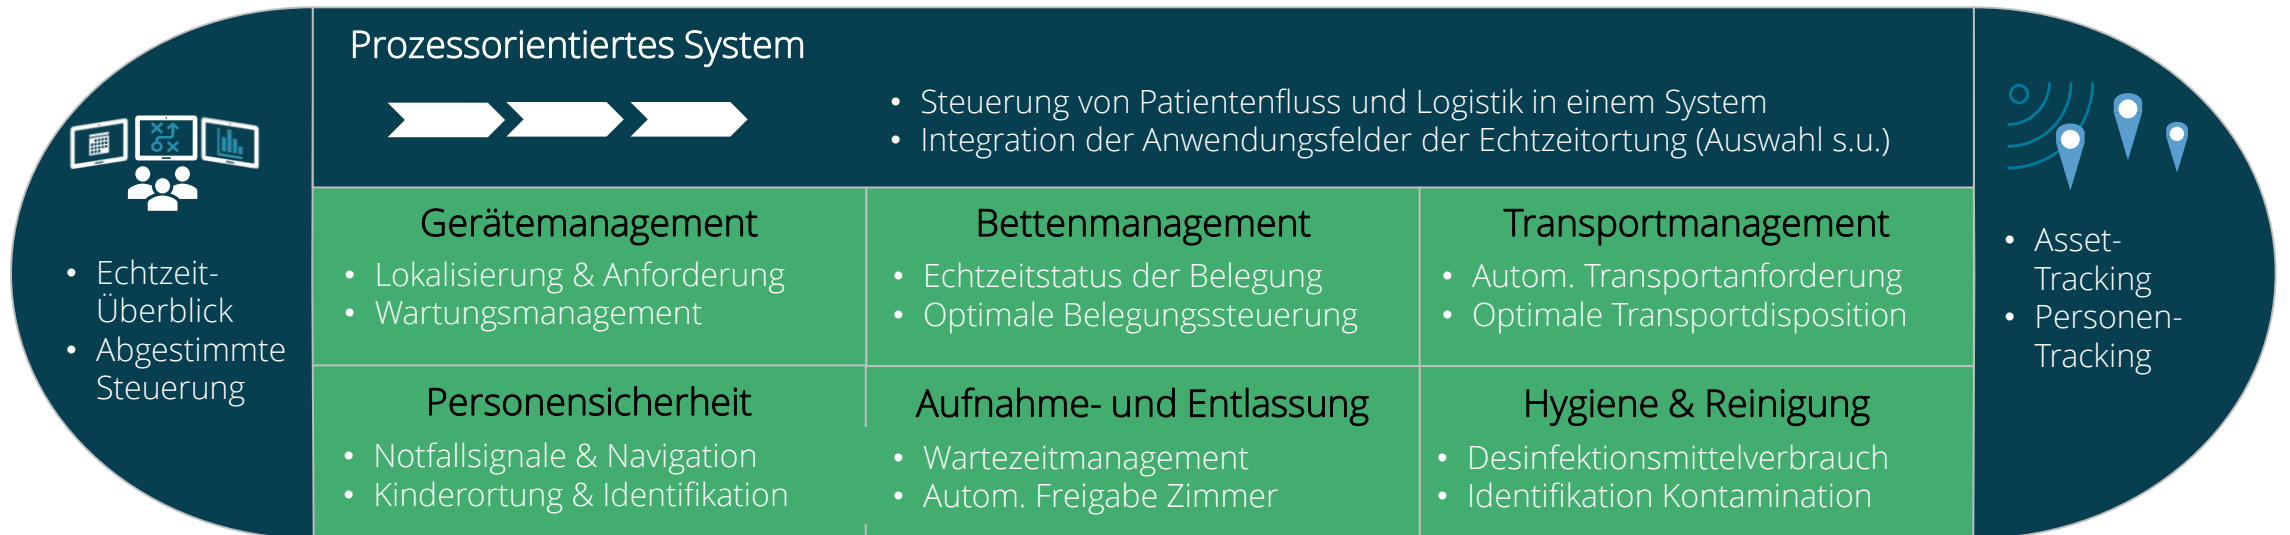 Prozessorientiertes System
• Steuerung von Patientenfluss und Logistik in einem System
• Integration der Anwendungsfelder der Echtzeitortung (Auswahl s.u.)
• Echtzeit-
Überblick
• Abgestimmte
Steuerung
Gerätemanagement
• Lokalisierung & Anforderung
• Wartungsmanagement
Bettenmanagement
• Echtzeitstatus der Belegung
• Optimale Belegungssteuerung
Transportmanagement
• Autom. Transportanforderung
• Optimale Transportdisposition
Personensicherheit
• Notfallsignale & Navigation
• Kinderortung & Identifikation
Aufnahme- und Entlassung
• Wartezeitmanagement
• Autom. Freigabe Zimmer
Hygiene & Reinigung
• Desinfektionsmittelverbrauch
• Identifikation Kontamination
• Asset-
Tracking
• Personen-
Tracking